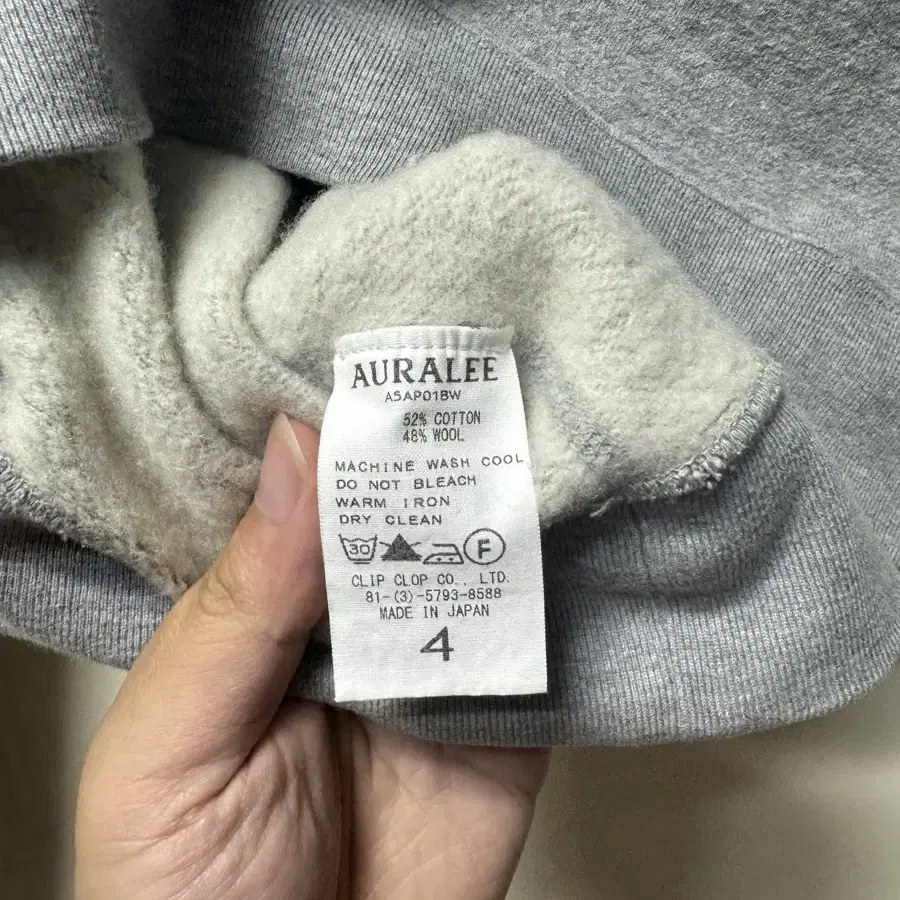 AURALEE
A5AP01BW
52% COTTON
48% WOOL
MACHINE WASH COOL
DO NOT BLEACH
WARM IRON
DRY CLEAN
30
F
CLIP CLOP CO., LTD.
81-(3)-5793-8588
MADE IN JAPAN
4